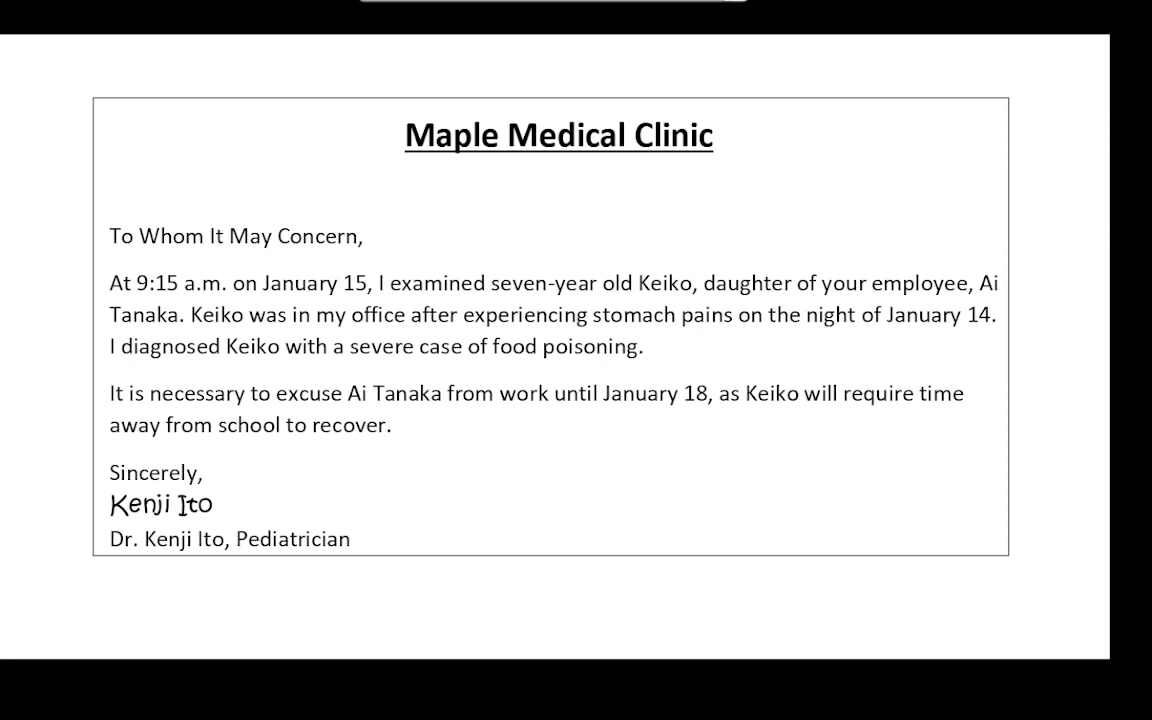 Maple Medical Clinic
To Whom It May Concern,
At 9:15 a.m. on January 15, I examined seven-year old Keiko, daughter of your employee, Ai
Tanaka. Keiko was in my office after experiencing stomach pains on the night of January 14.
I diagnosed Keiko with a severe case of food poisoning.
It is necessary to excuse Ai Tanaka from work until January 18, as Keiko will require time
away from school to recover.
Sincerely,
Kenji Ito
Dr. Kenji Ito, Pediatrician